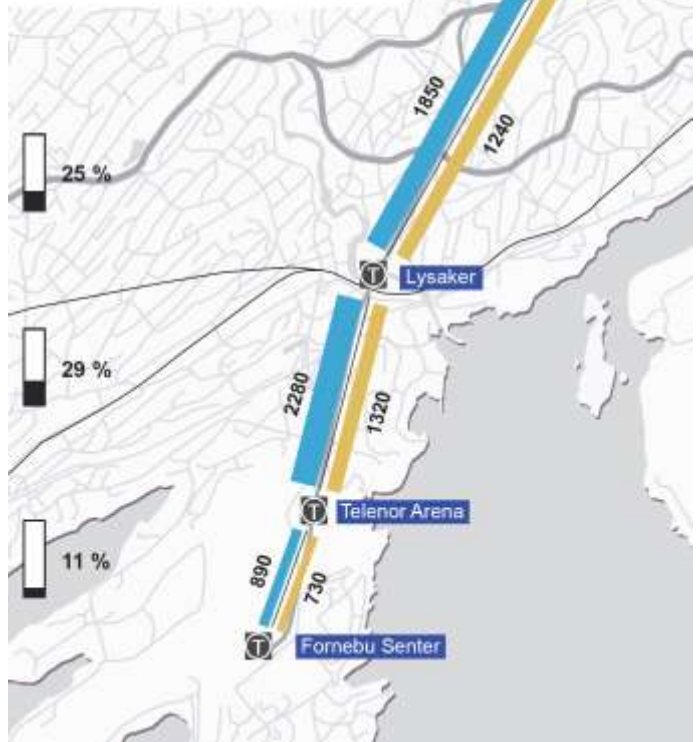 1850
1240
25 %
T
Lysaker
29 %
2280
1320
T
Telenor Arena
11 %
890
730
T
Fornebu Senter